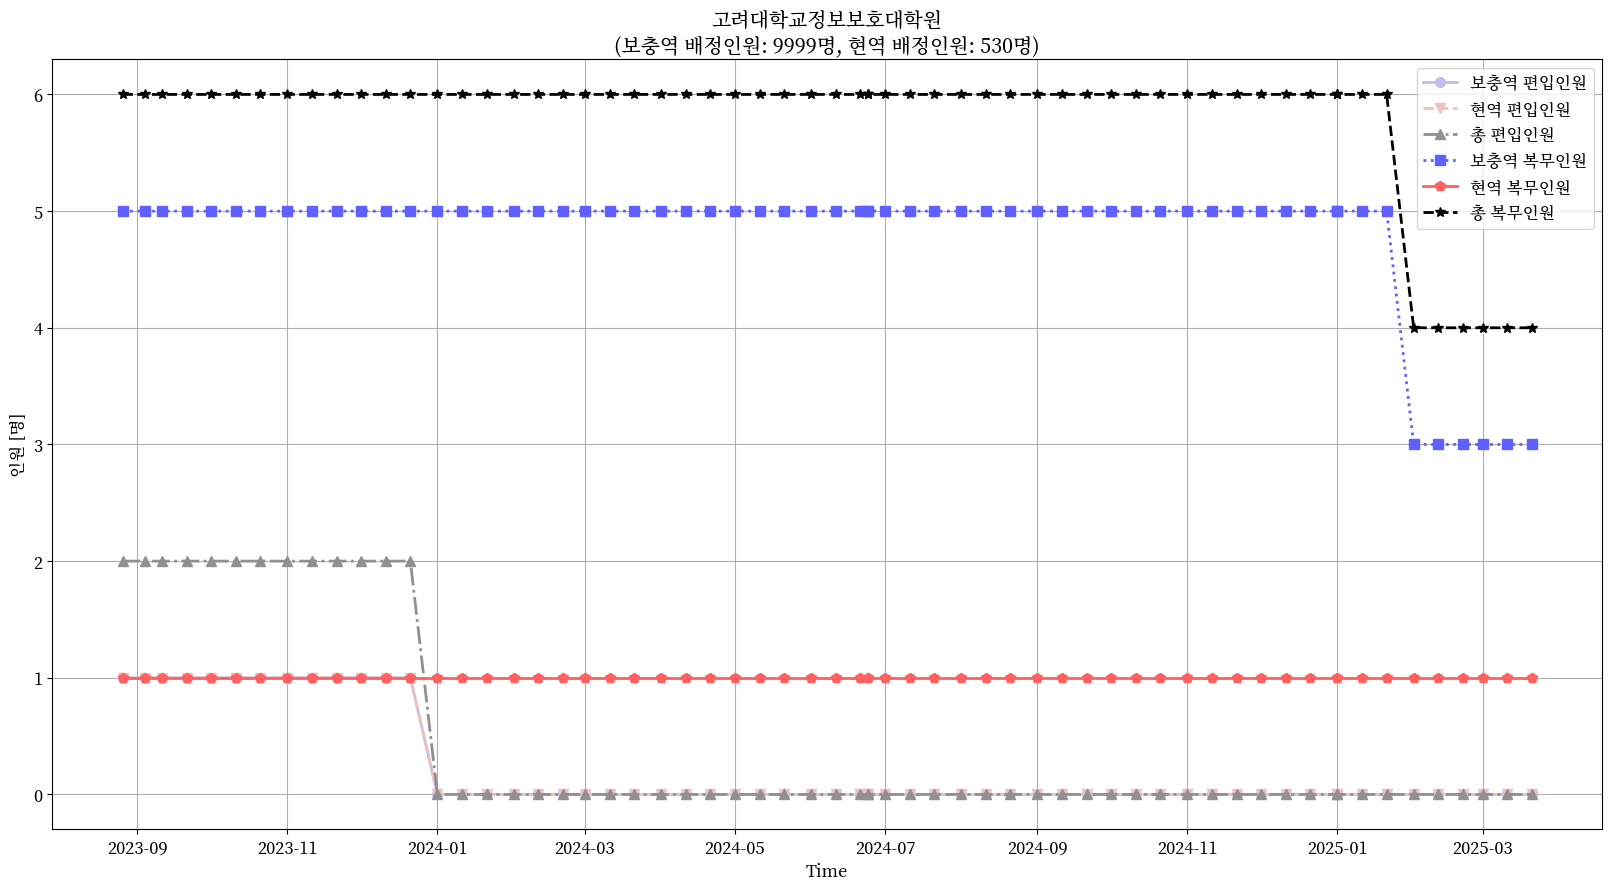 고려대학교정보보호대학원
(보충역 배정인원: 9999명, 현역 배정인원: 530명)
보충역 편입인원
현역 편입인원
총 편입인원
보충역 복무인원
현역 복무인원
총 복무인원
인원 [명]
6
5
4
3
2
1
0
2023-09 2023-11 2024-01 2024-03 2024-05 2024-07 2024-09 2024-11 2025-01 2025-03
Time